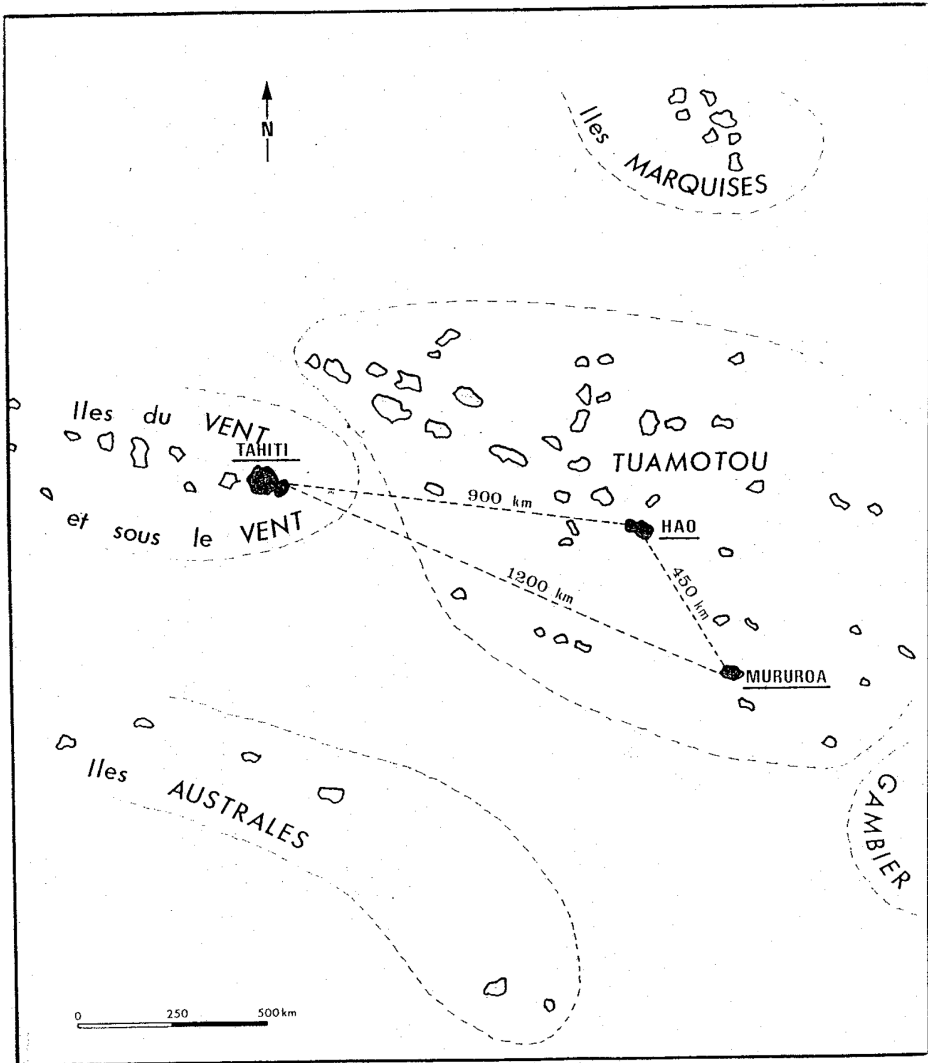 N
Iles
MARQUISES
Iles du VENT
TAHITI
et sous le VENT
TUAMOTOU
900 km
HAO
1200 km
450 km
MURUROA
Iles
AUSTRALES
GAMBIER
0 250 500 km